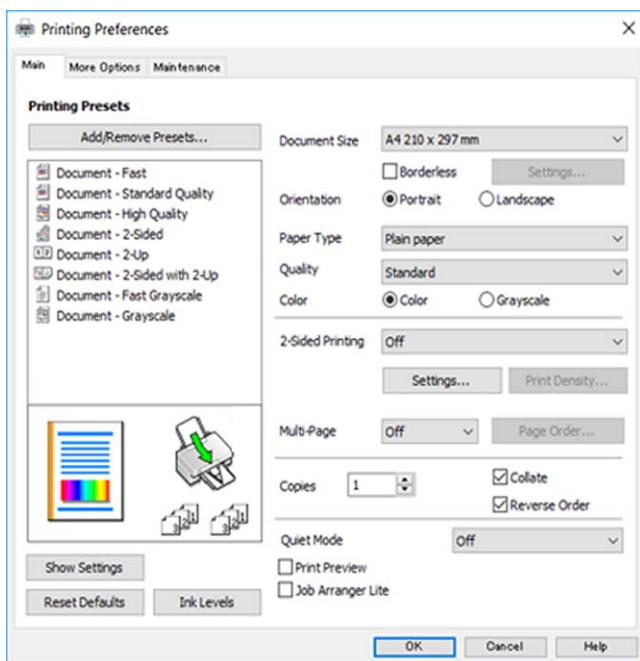 Printing Preferences
Main More Options Maintenance
Printing Presets
Add/Remove Presets...
Document - Fast
Document - Standard Quality
Document - High Quality
Document - 2-Sided
Document - 2-Up
Document - 2-Sided with 2-Up
Document - Fast Grayscale
Document - Grayscale
Show Settings
Reset Defaults Ink Levels
Document Size A4 210 x 297 mm
Borderless Settings...
Orientation Portrait Landscape
Paper Type Plain paper
Quality Standard
Color Color Grayscale
2-Sided Printing Off
Settings... Print Density...
Multi-Page Off Page Order...
Copies 1 Collate
Reverse Order
Quiet Mode Off
Print Preview
Job Arranger Lite
OK Cancel Help